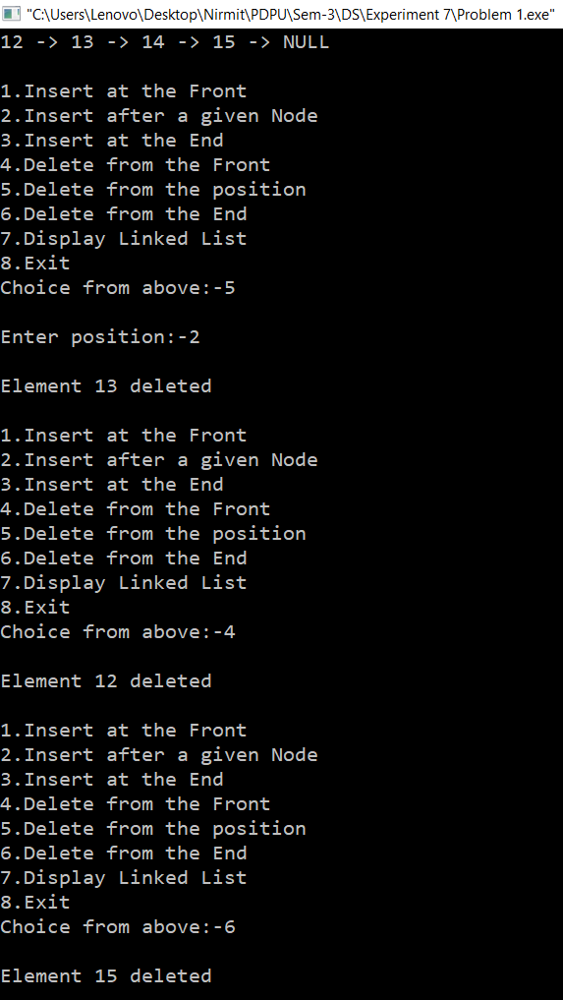 "C:\Users\Lenovo\Desktop\Nirmit\PDPU\Sem-3\DS\Experiment 7\Problem 1.exe"
12 -> 13 -> 14 -> 15 -> NULL
1.Insert at the Front
2.Insert after a given Node
3.Insert at the End
4.Delete from the Front
5.Delete from the position
6.Delete from the End
7.Display Linked List
8.Exit
Choice from above:-5
Enter position:-2
Element 13 deleted
1.Insert at the Front
2.Insert after a given Node
3.Insert at the End
4.Delete from the Front
5.Delete from the position
6.Delete from the End
7.Display Linked List
8.Exit
Choice from above:-4
Element 12 deleted
1.Insert at the Front
2.Insert after a given Node
3.Insert at the End
4.Delete from the Front
5.Delete from the position
6.Delete from the End
7.Display Linked List
8.Exit
Choice from above:-6
Element 15 deleted